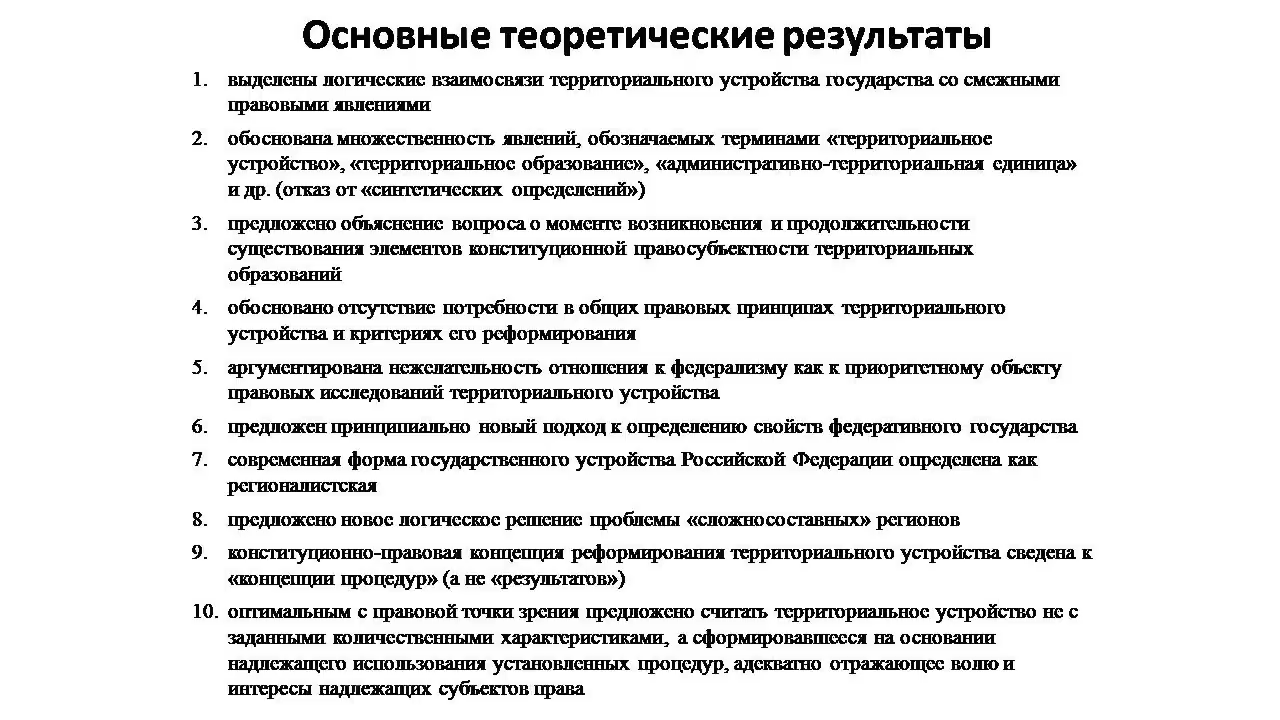 Основные теоретические результаты
1. выделены логические взаимосвязи территориального устройства государства со смежными
правовыми явлениями
2. обоснована множественность явлений, обозначаемых терминами «территориальное
устройство», «территориальное образование», «административно-территориальная единица»
и др. (отказ от «синтетических определений»)
3. предложено объяснение вопроса о моменте возникновения и продолжительности
существования элементов конституционной правосубъектности территориальных
образований
4. обосновано отсутствие потребности в общих правовых принципах территориального
устройства и критериях его реформирования
5. аргументирована нежелательность отношения к федерализму как к приоритетному объекту
правовых исследований территориального устройства
6. предложен принципиально новый подход к определению свойств федеративного государства
7. современная форма государственного устройства Российской Федерации определена как
регионалистская
8. предложено новое логическое решение проблемы «сложносоставных» регионов
9. конституционно-правовая концепция реформирования территориального устройства сведена к
«концепции процедур» (а не «результатов»)
10. оптимальным с правовой точки зрения предложено считать территориальное устройство не с
заданными количественными характеристиками, а сформировавшееся на основании
надлежащего использования установленных процедур, адекватно отражающее волю и
интересы надлежащих субъектов права